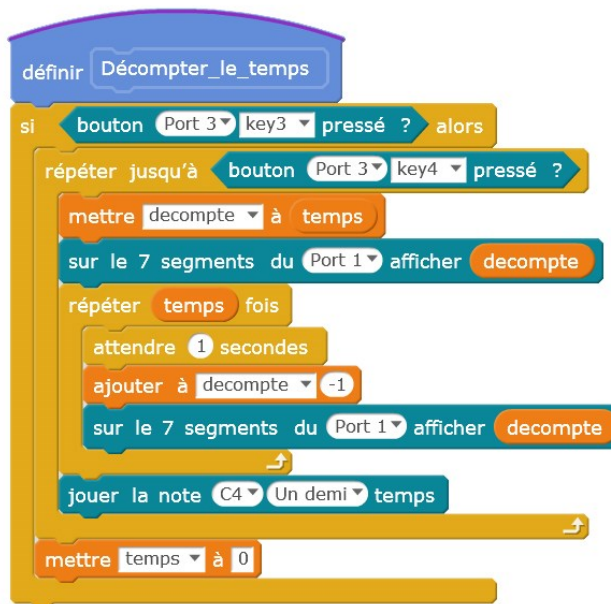 définir Décompter_le_temps
si bouton Port 3 key3 pressé ? alors
répéter jusqu'à bouton Port 3 key4 pressé ?
mettre decompte à temps
sur le 7 segments du Port 1 afficher decompte
répéter temps fois
attendre 1 secondes
ajouter à decompte -1
sur le 7 segments du Port 1 afficher decompte
jouer la note C4 Un demi temps
mettre temps à 0